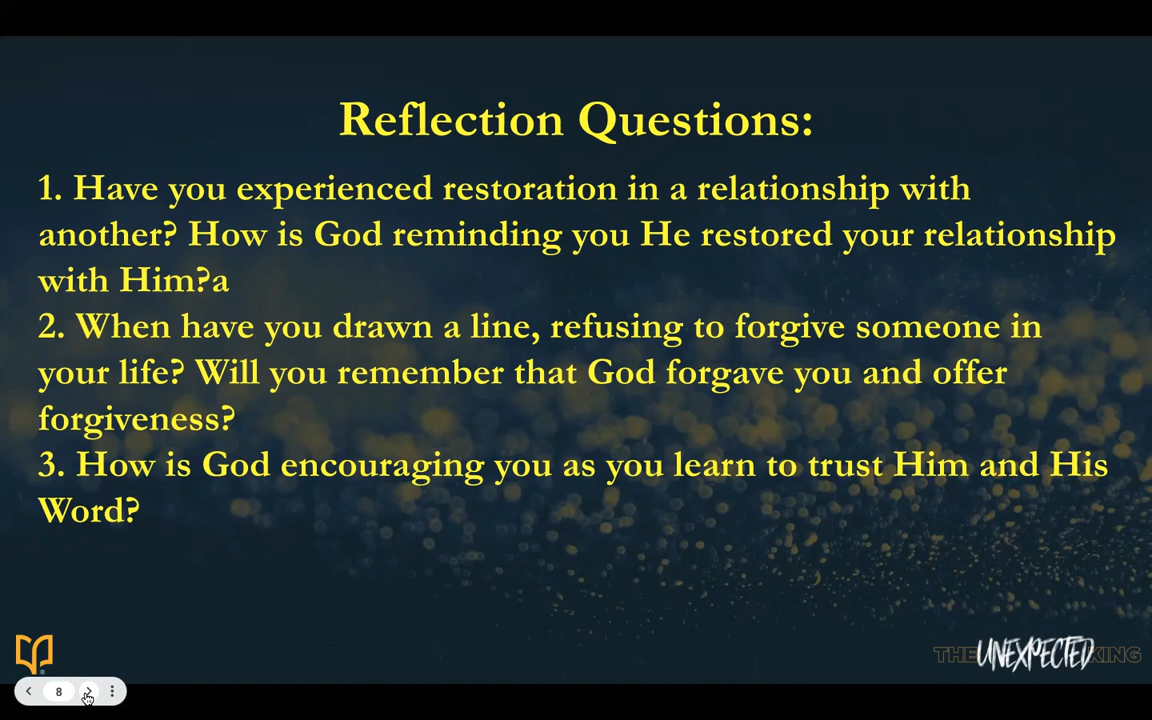 Reflection Questions:
1. Have you experienced restoration in a relationship with
another? How is God reminding you He restored your relationship
with Him?a
2. When have you drawn a line, refusing to forgive someone in
your life? Will you remember that God forgave you and offer
forgiveness?
3. How is God encouraging you as you learn to trust Him and His
Word?
THE UNEXPECTED KING
8